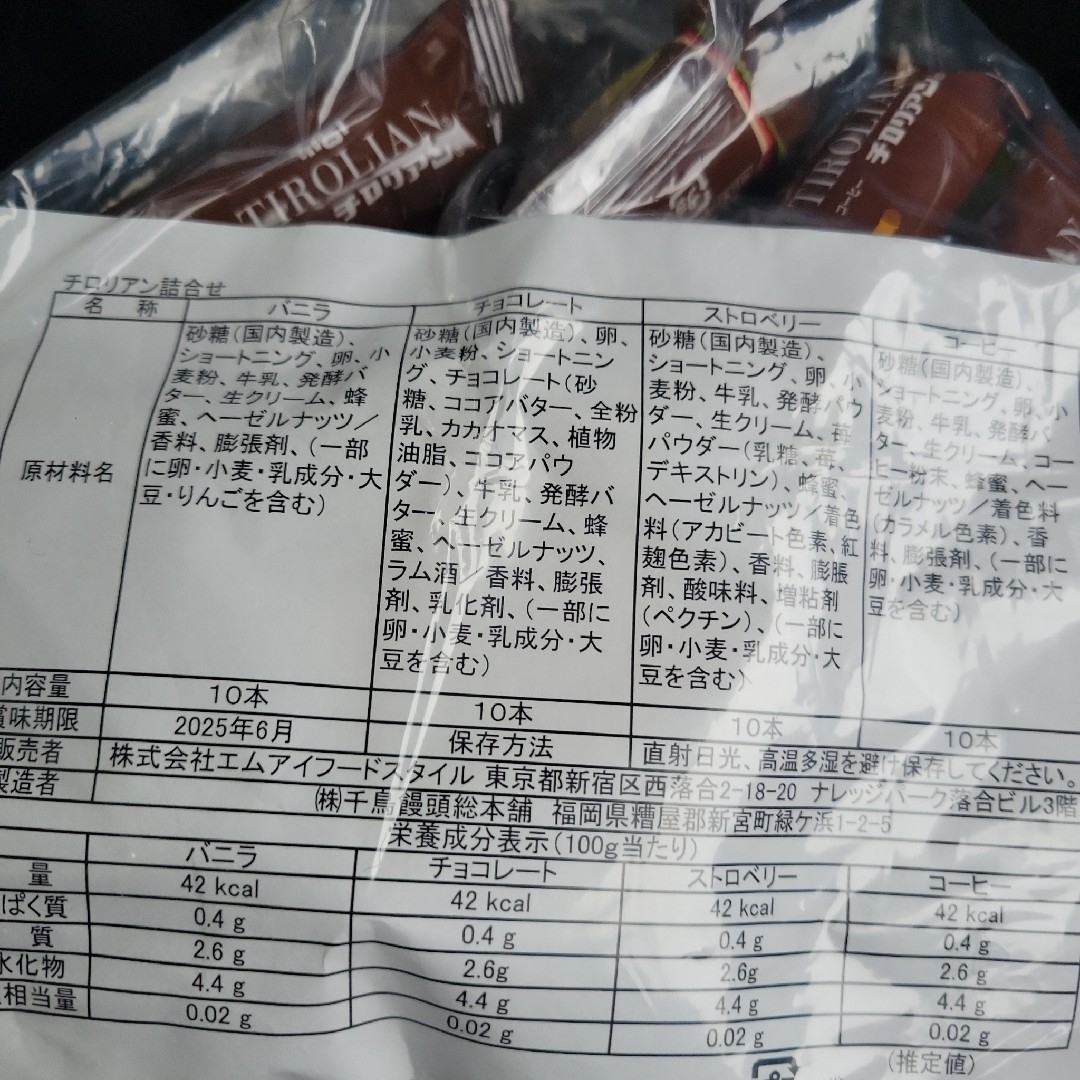 TIROLIAN
チロリアン
TIROLIAN
チロリアン
コーヒー
チロリアン詰合せ
名 称 バニラ チョコレート ストロベリー コーヒー
原材料名
砂糖(国内製造)、
ショートニング、卵、小
麦粉、牛乳、発酵バ
ター、生クリーム、蜂
蜜、ヘーゼルナッツ/
香料、膨張剤、(一部
に卵・小麦・乳成分・大
豆・りんごを含む)
砂糖(国内製造)、卵、
小麦粉、ショートニン
グ、チョコレート(砂
糖、ココアバター、全粉
乳、カカオマス、植物
油脂、ココアパウ
ダー)、牛乳、発酵バ
ター、生クリーム、蜂
蜜、ヘーゼルナッツ、
ラム酒/香料、膨張
剤、乳化剤、(一部に
卵・小麦・乳成分・大
豆を含む)
砂糖(国内製造)、
ショートニング、卵、小
麦粉、牛乳、発酵バウ
ダー、生クリーム、苺
パウダー(乳糖、苺、
デキストリン)、蜂蜜、
ヘーゼルナッツ/着色
料(アカビート色素、紅
麹色素)、香料、膨脹
剤、酸味料、増粘剤
(ペクチン)、(一部に
卵・小麦・乳成分・大
豆を含む)
砂糖(国内製造)、
ショートニング、卵、小
麦粉、牛乳、発酵バ
ター、生クリーム、コー
ヒー粉末、蜂蜜、ヘー
ゼルナッツ/着色料
(カラメル色素)、香
料、膨張剤、(一部に
卵・小麦・乳成分・大
豆を含む)
内容量 10本 10本 10本 10本
賞味期限 2025年6月 保存方法 直射日光、高温多湿を避け保存してください。
販売者 株式会社エムアイフードスタイル 東京都新宿区西落合2-18-20 ナレッジパーク落合ビル3階
製造者 ㈱千鳥饅頭総本舗 福岡県糟屋郡新宮町緑ケ浜1-2-5
栄養成分表示(100g当たり)
バニラ チョコレート ストロベリー コーヒー
量 42 kcal 42 kcal 42 kcal 42 kcal
ぱく質 0.4 g 0.4 g 0.4 g 0.4 g
質 2.6 g 2.6g 2.6g 2.6 g
水化物 4.4 g 4.4 g 4.4 g 4.4 g
相当量 0.02 g 0.02 g 0.02 g 0.02 g
(推定値)